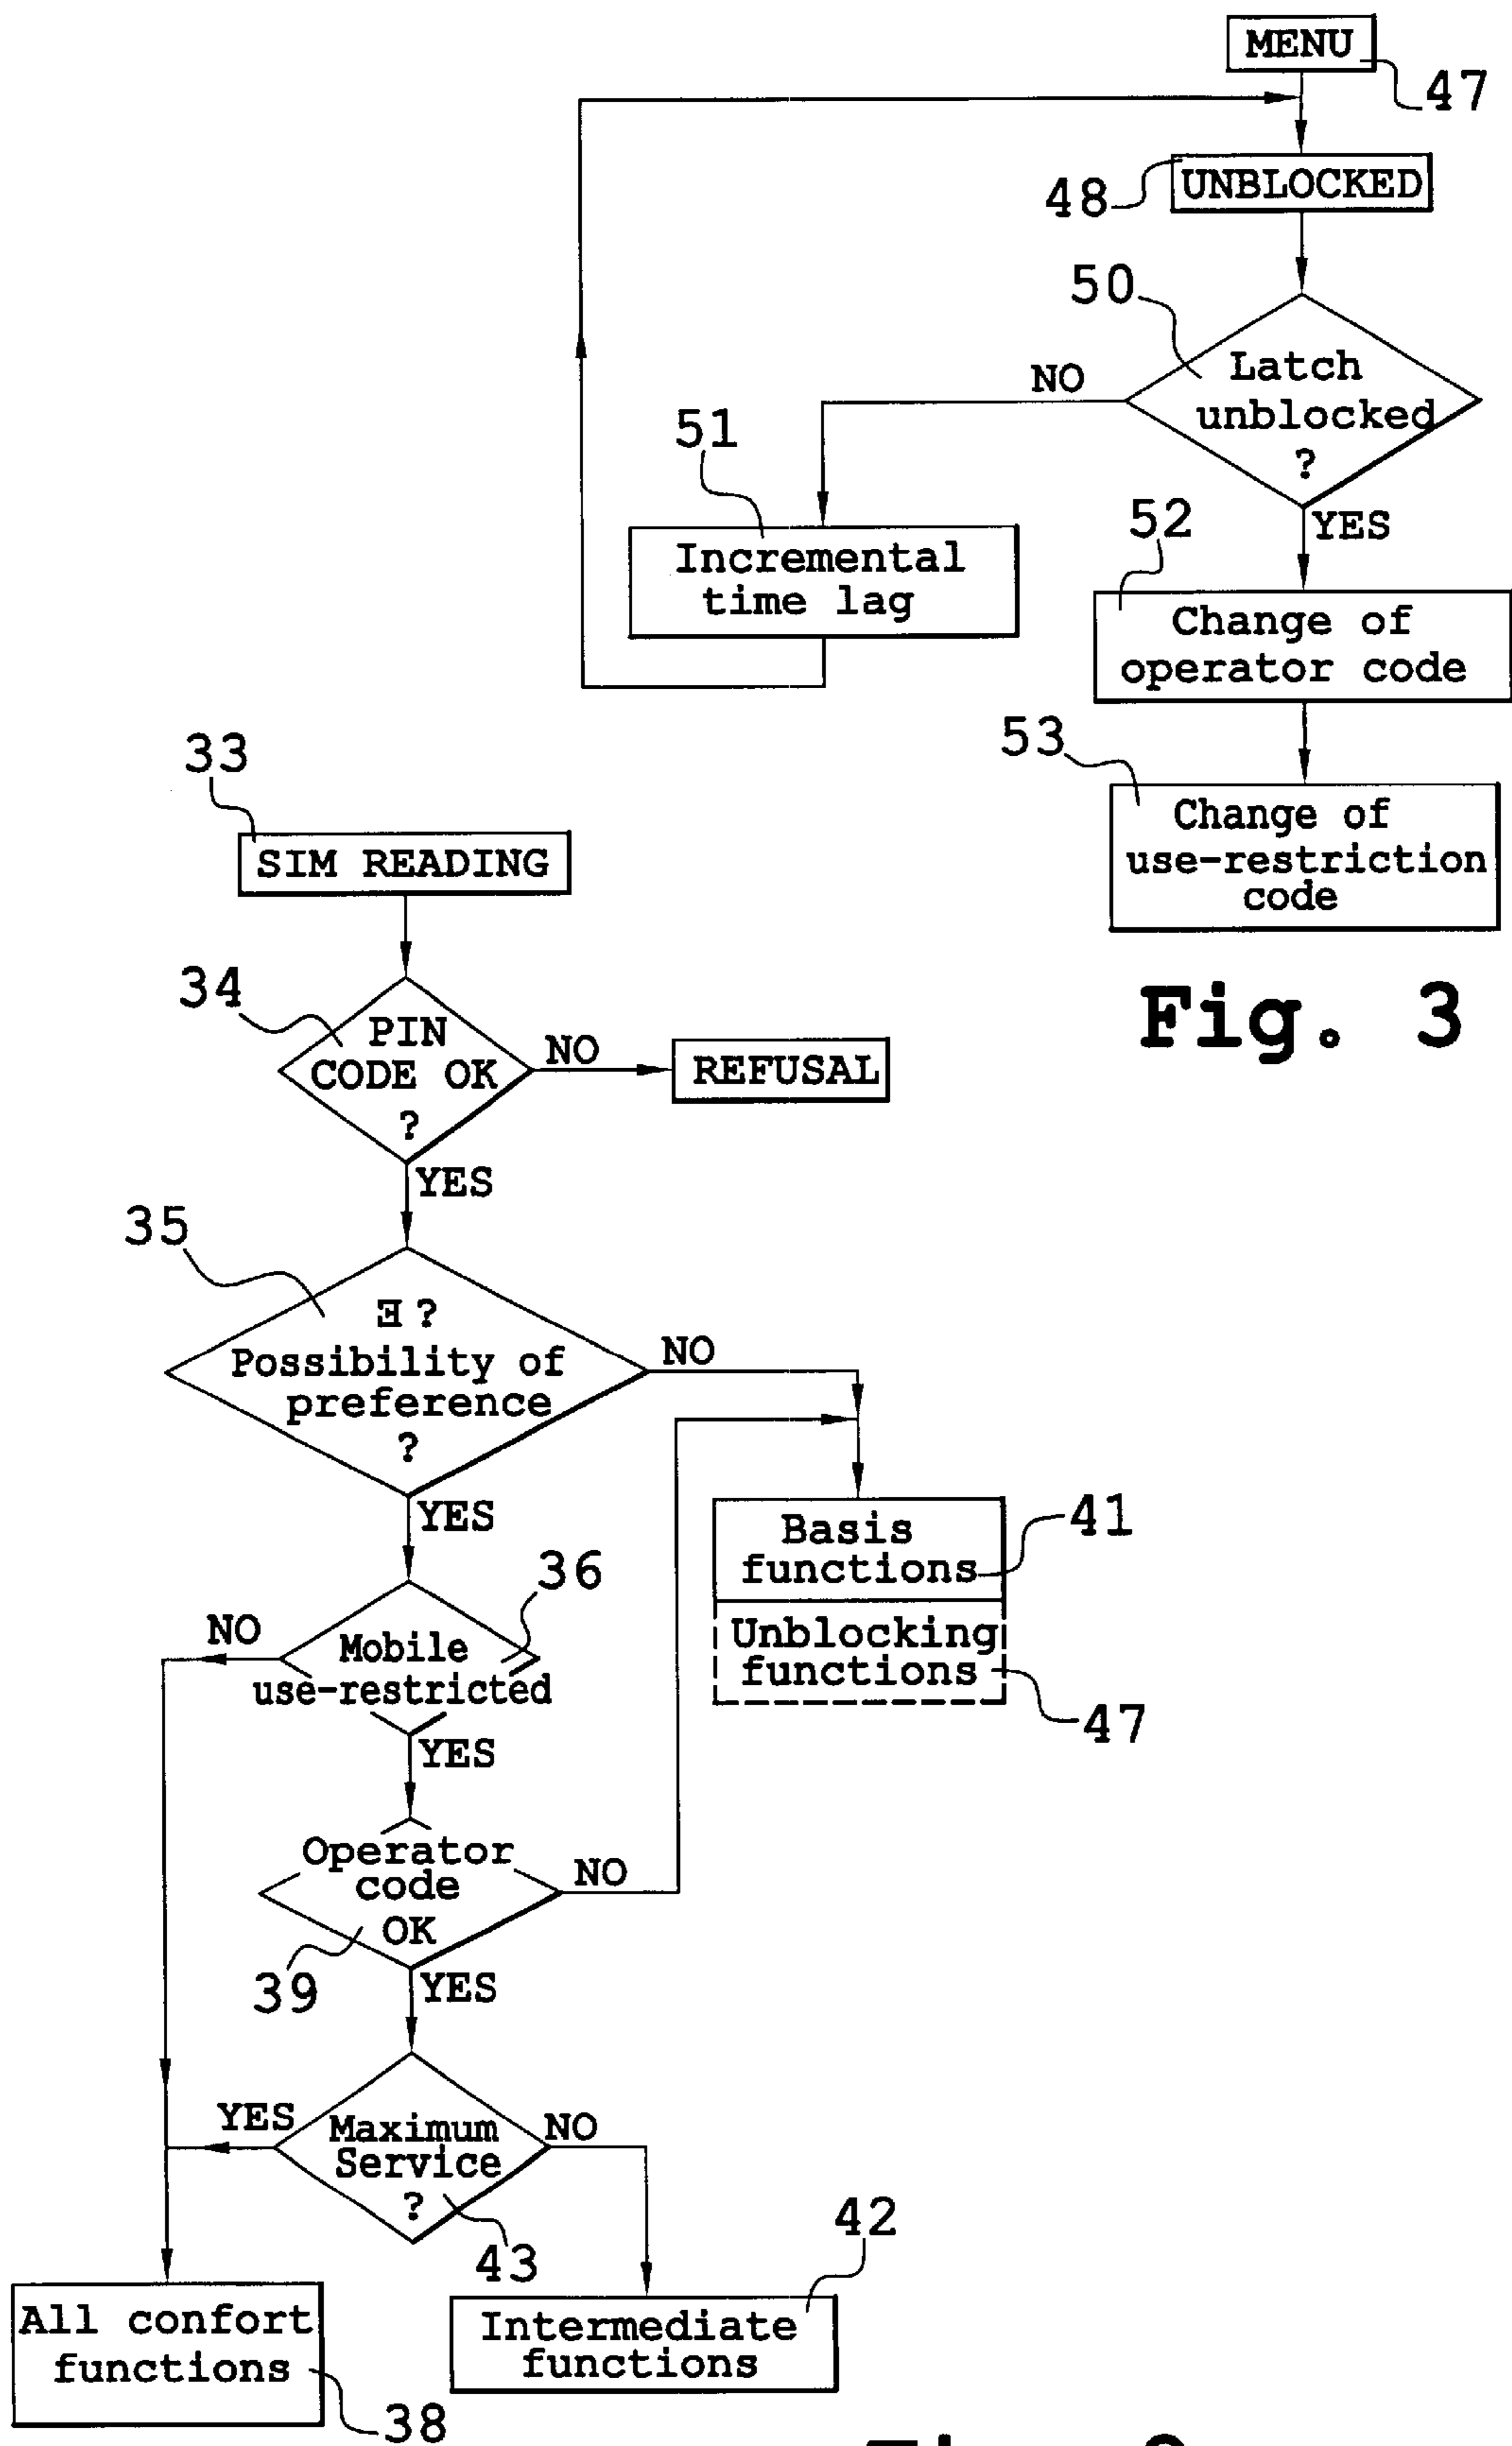 MENU
47
UNBLOCKED
48
50
Latch
unblocked
?
NO
YES
51
Incremental
time lag
52
Change of
operator code
53
Change of
use-restriction
code
Fig. 3
33
SIM READING
34
PIN
CODE OK
?
NO
REFUSAL
YES
35
∃ ?
Possibility of
preference
?
NO
YES
Basis
functions
41
Unblocking
functions
47
36
NO
Mobile
use-restricted
YES
Operator
code
OK
NO
39
YES
YES
Maximum
Service
?
NO
43
42
All confort
functions
38
Intermediate
functions